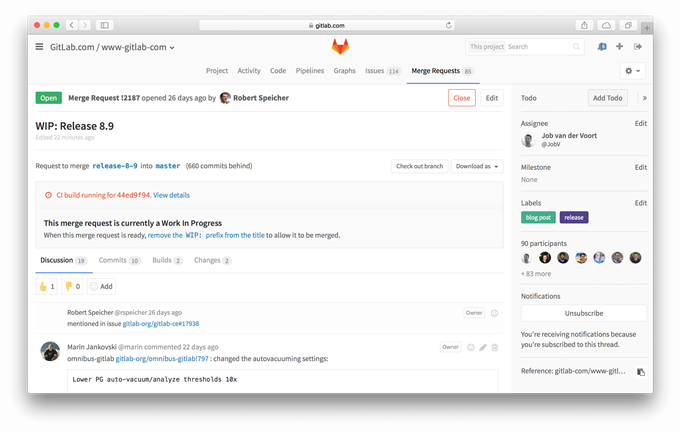 gitlab.com
GitLab.com / www-gitlab-com
This project Search
Project Activity Code Pipelines Graphs Issues 114 Merge Requests 85
Open Merge Request !2187 opened 26 days ago by Robert Speicher Close Edit
WIP: Release 8.9
Edited 22 minutes ago
Request to merge release-8-9 into master (660 commits behind) Check out branch Download as
CI build running for 44ed9f94. View details
This merge request is currently a Work In Progress
When this merge request is ready, remove the WIP: prefix from the title to allow it to be merged.
Discussion 19 Commits 10 Builds 2 Changes 2
1 0 Add
Robert Speicher @rspeicher 26 days ago Owner
mentioned in issue gitlab-org/gitlab-ce#17938
Marin Jankovski @marin commented 22 days ago Owner
omnibus-gitlab gitlab-org/omnibus-gitlab!797 : changed the autovacuuming settings:
Lower PG auto-vacuum/analyze thresholds 10x
Todo Add Todo »
Assignee Edit
Job van der Voort
@JobV
Milestone Edit
None
Labels Edit
blog post release
90 participants
+ 83 more
Notifications
Unsubscribe
You're receiving notifications because
you're subscribed to this thread.
Reference: gitlab-com/www-gitl...